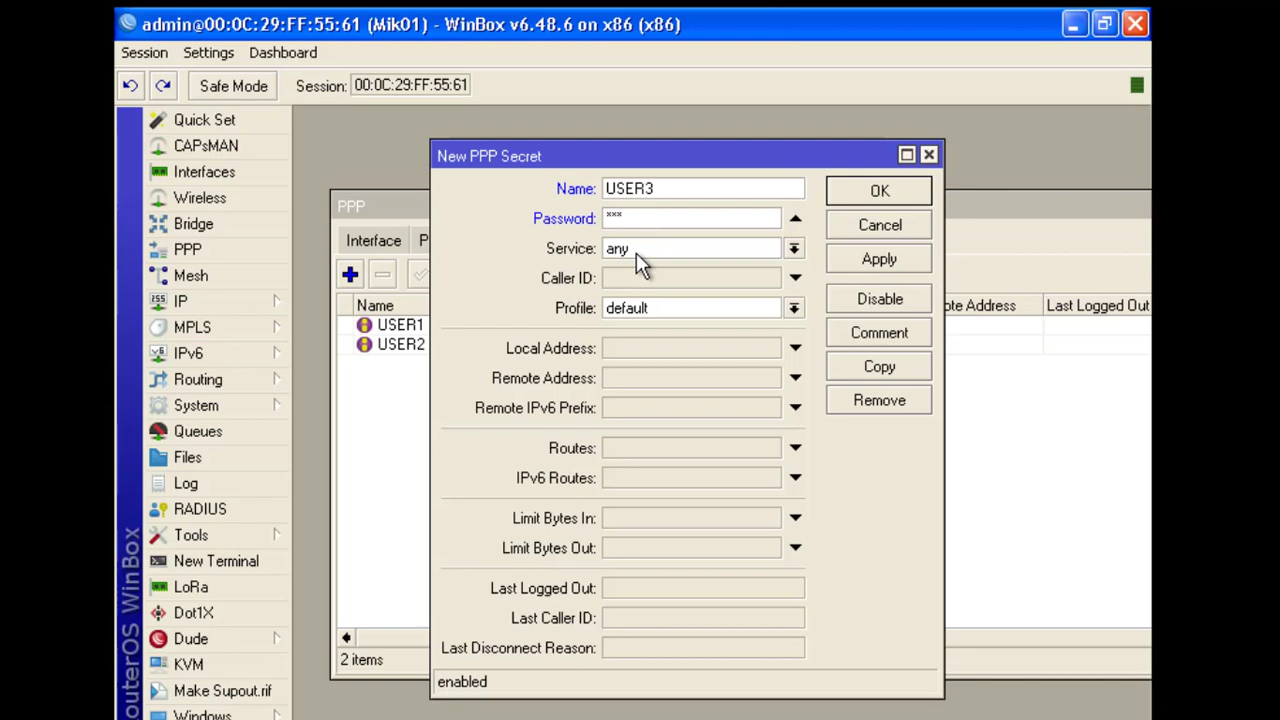 admin@00:0C:29:FF:55:61 (Mik01) - WinBox v6.48.6 on x86 (x86)
Session Settings Dashboard
Safe Mode Session: 00:0C:29:FF:55:61
Quick Set
CAPsMAN
Interfaces
Wireless
Bridge
PPP
Mesh
255 IP
MPLS
v6 IPv6
Routing
System
Queues
Files
Log
RADIUS
Tools
New Terminal
LoRa
Dot1X
Dude
KVM
Make Supout.rif
Windows
outerOS WinBox
PPP
Interface P
Name
USER1
USER2
2 items
te Address Last Logged Out
New PPP Secret
Name: USER3
Password: ***
Service: any
Caller ID:
Profile: default
Local Address:
Remote Address:
Remote IPv6 Prefix:
Routes:
IPv6 Routes:
Limit Bytes In:
Limit Bytes Out:
Last Logged Out:
Last Caller ID:
Last Disconnect Reason:
enabled
OK
Cancel
Apply
Disable
Comment
Copy
Remove